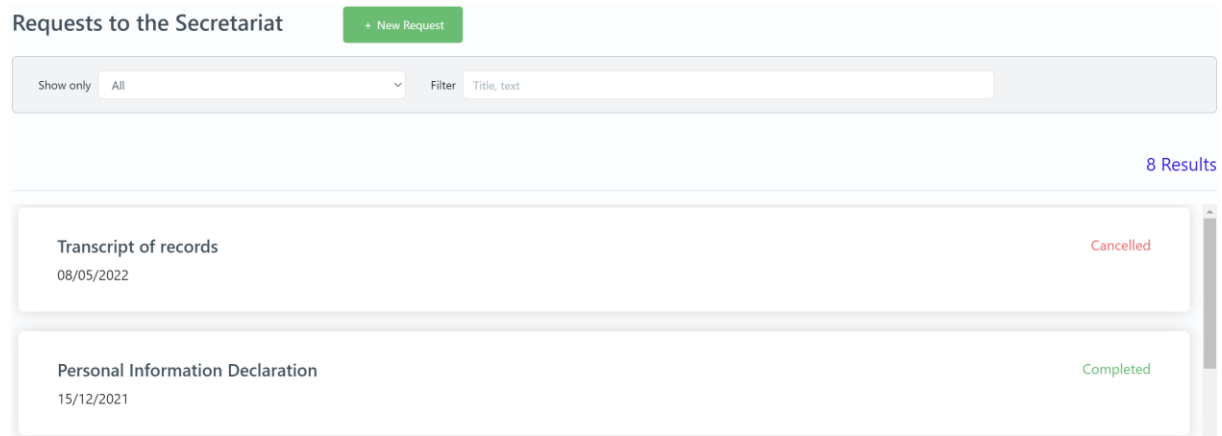 Requests to the Secretariat
+ New Request
Show only All Filter Title, text
8 Results
Transcript of records Cancelled
08/05/2022
Personal Information Declaration Completed
15/12/2021